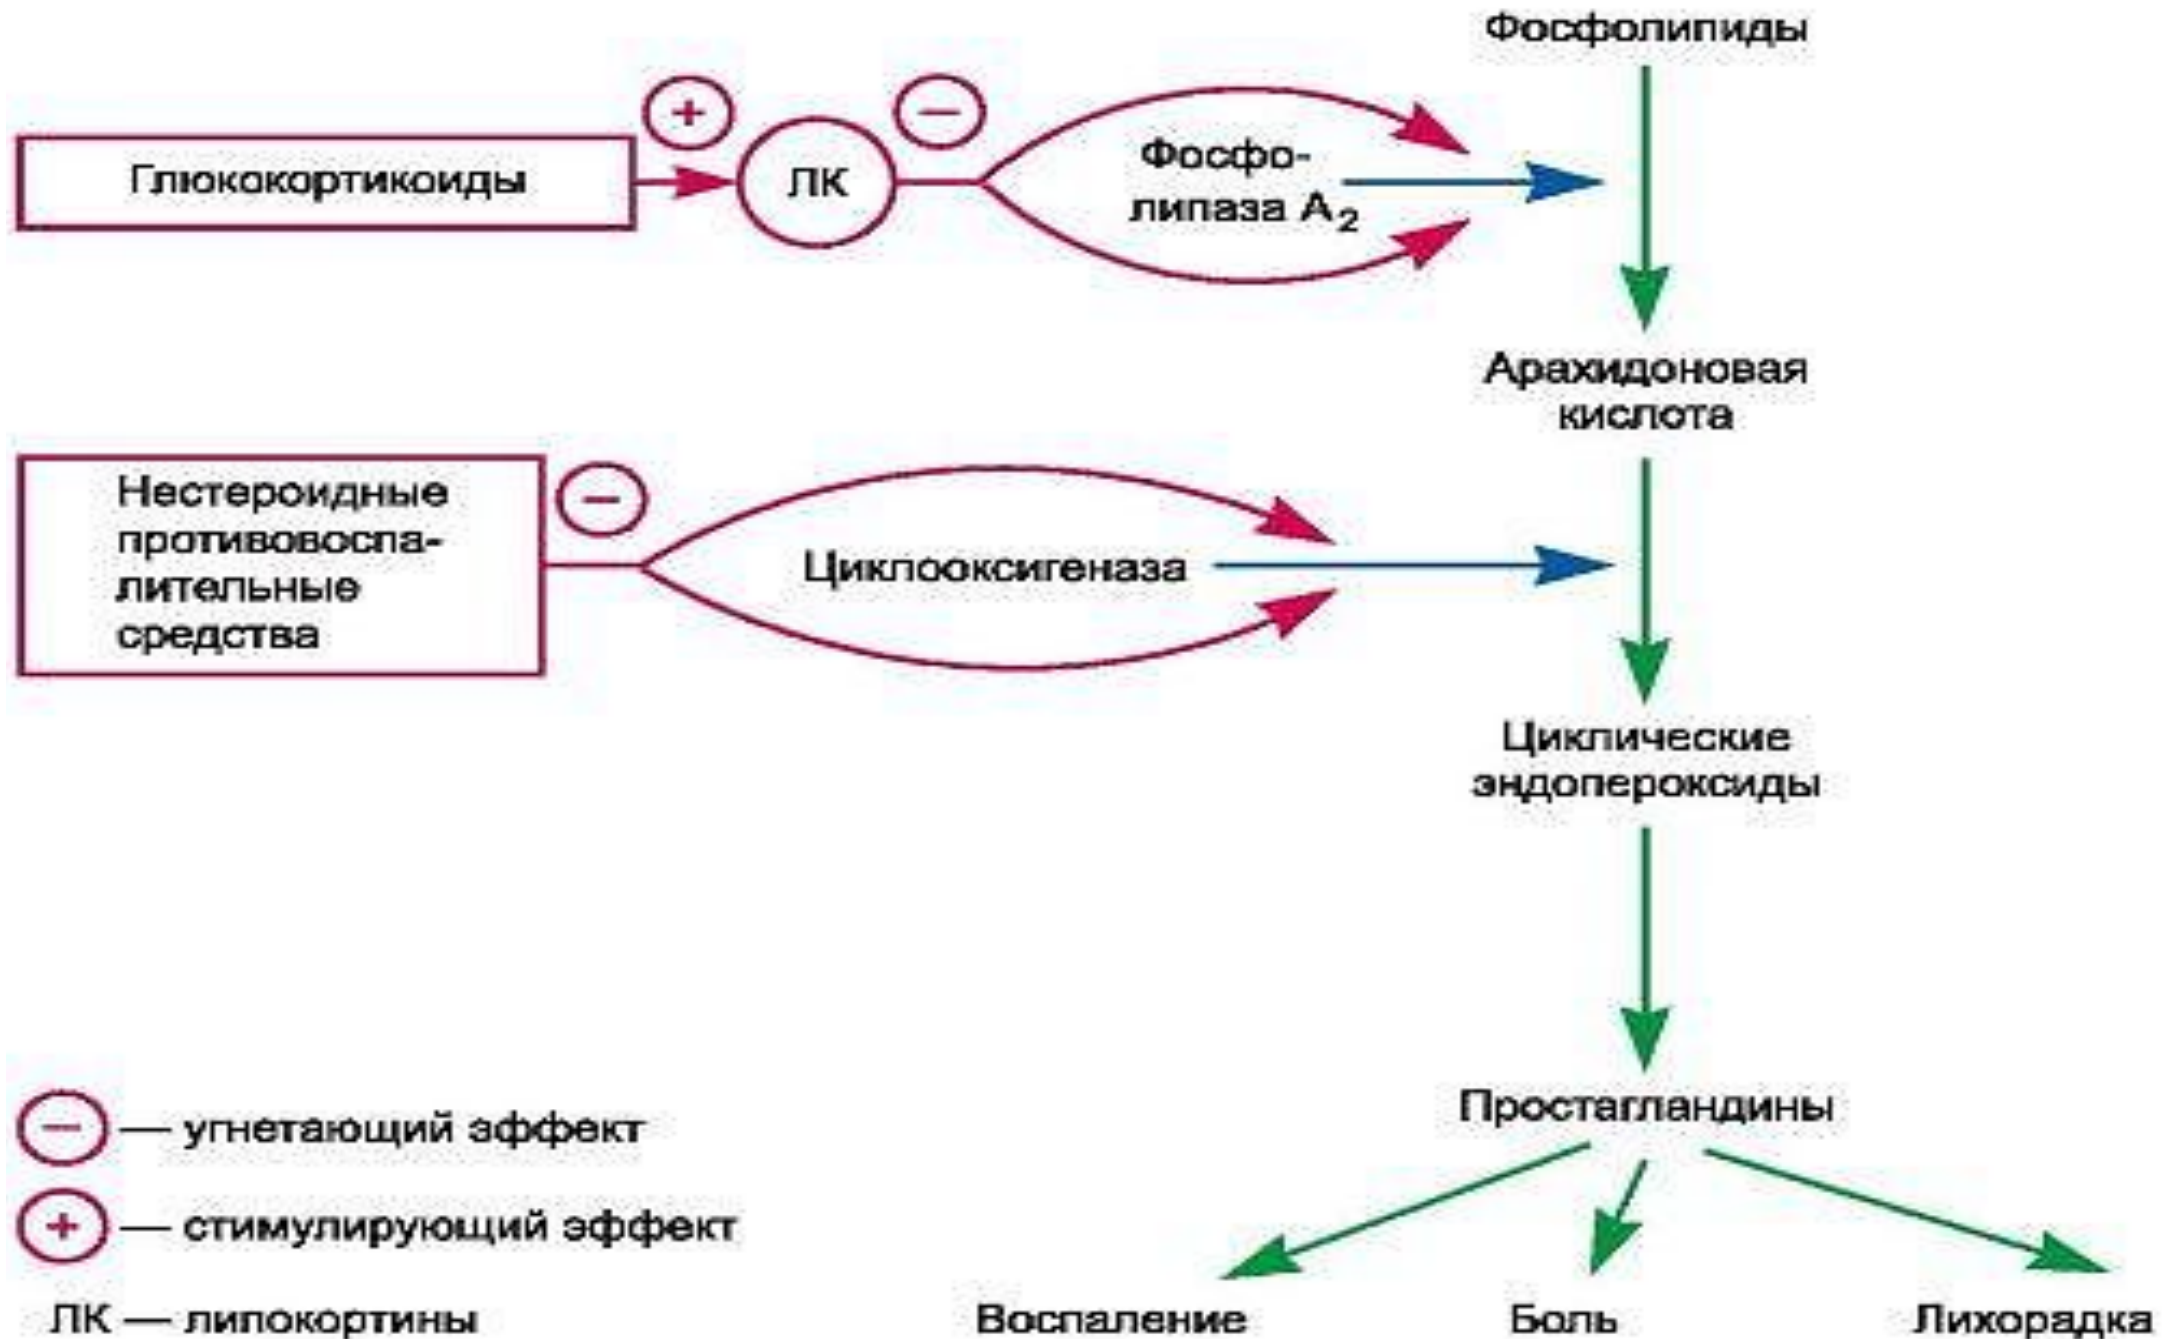 Фосфолипиды
+
−
Глюкокортикоиды
ЛК
Фосфо-
липаза А2
Арахидоновая
кислота
Нестероидные
противовоспа-
лительные
средства
−
Циклооксигеназа
Циклические
эндопероксиды
Простагландины
− — угнетающий эффект
+ — стимулирующий эффект
ЛК — липокортины
Воспаление
Боль
Лихорадка